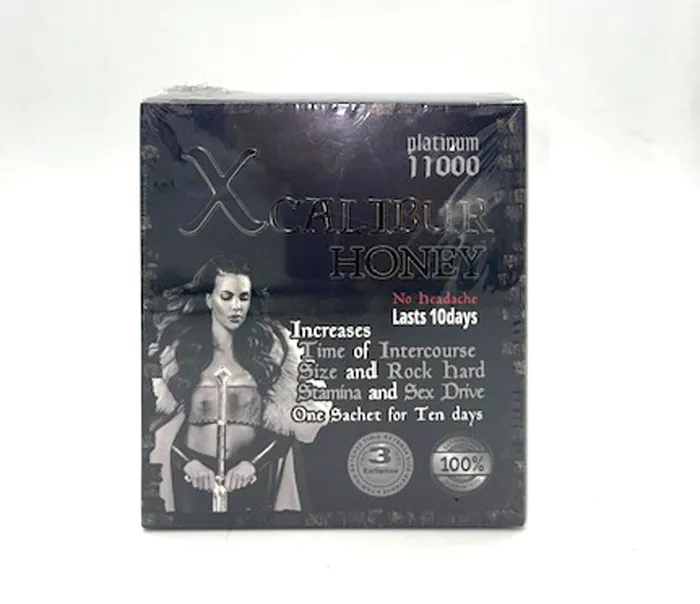 platinum
11000
XCALIBUR
HONEY
No headache
Lasts 10days
Increases
Time of Intercourse
Size and Rock hard
Stamina and Sex Drive
One Sachet for Ten days
3
100%